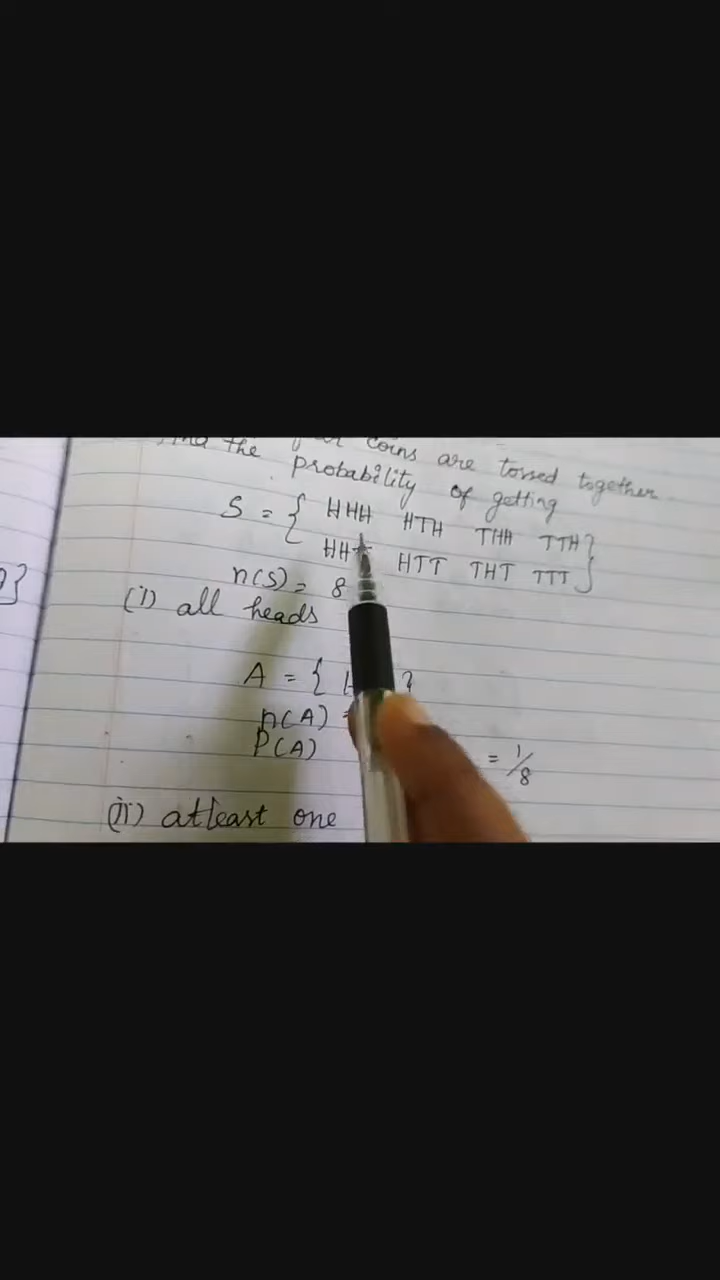 the coins are tossed together
probability of getting
S = { HHH HTH THH TTH }
HH HTT THT TTT
n(S) = 8
(i) all heads
A = { }
n(A) =
P(A) = 1/8
(ii) atleast one